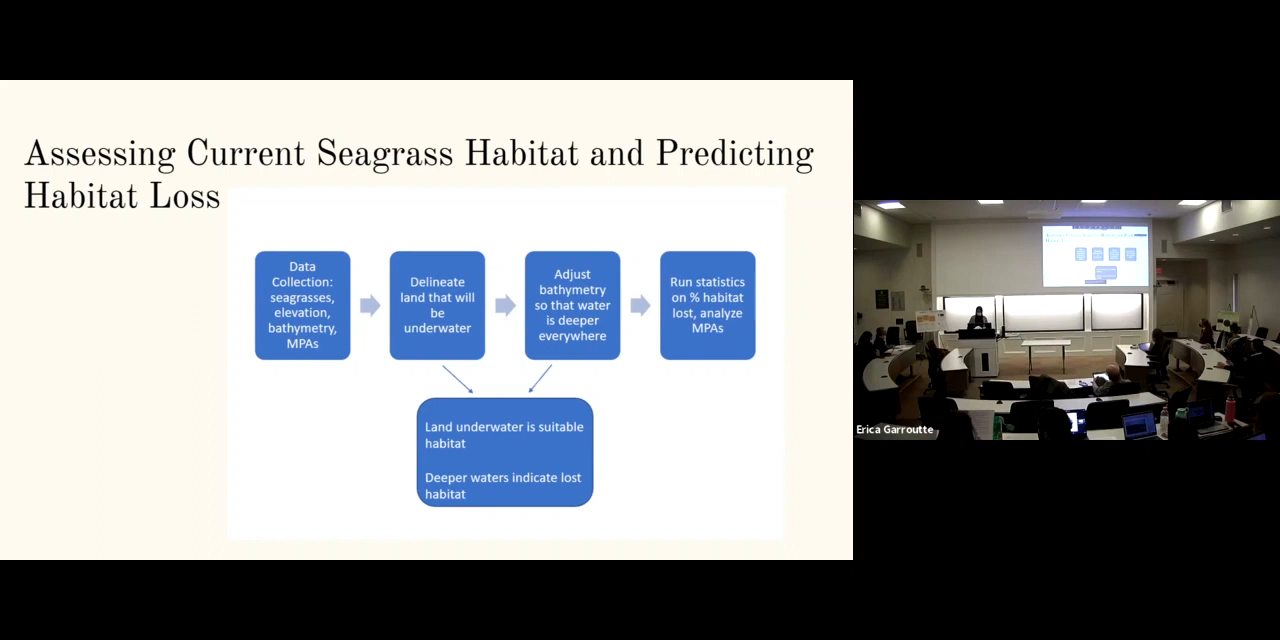 Assessing Current Seagrass Habitat and Predicting
Habitat Loss
Data
Collection:
seagrasses,
elevation,
bathymetry,
MPAs
Delineate
land that will
be
underwater
Adjust
bathymetry
so that water
is deeper
everywhere
Run statistics
on % habitat
lost, analyze
MPAs
Land underwater is suitable
habitat
Deeper waters indicate lost
habitat
Erica Garroutte